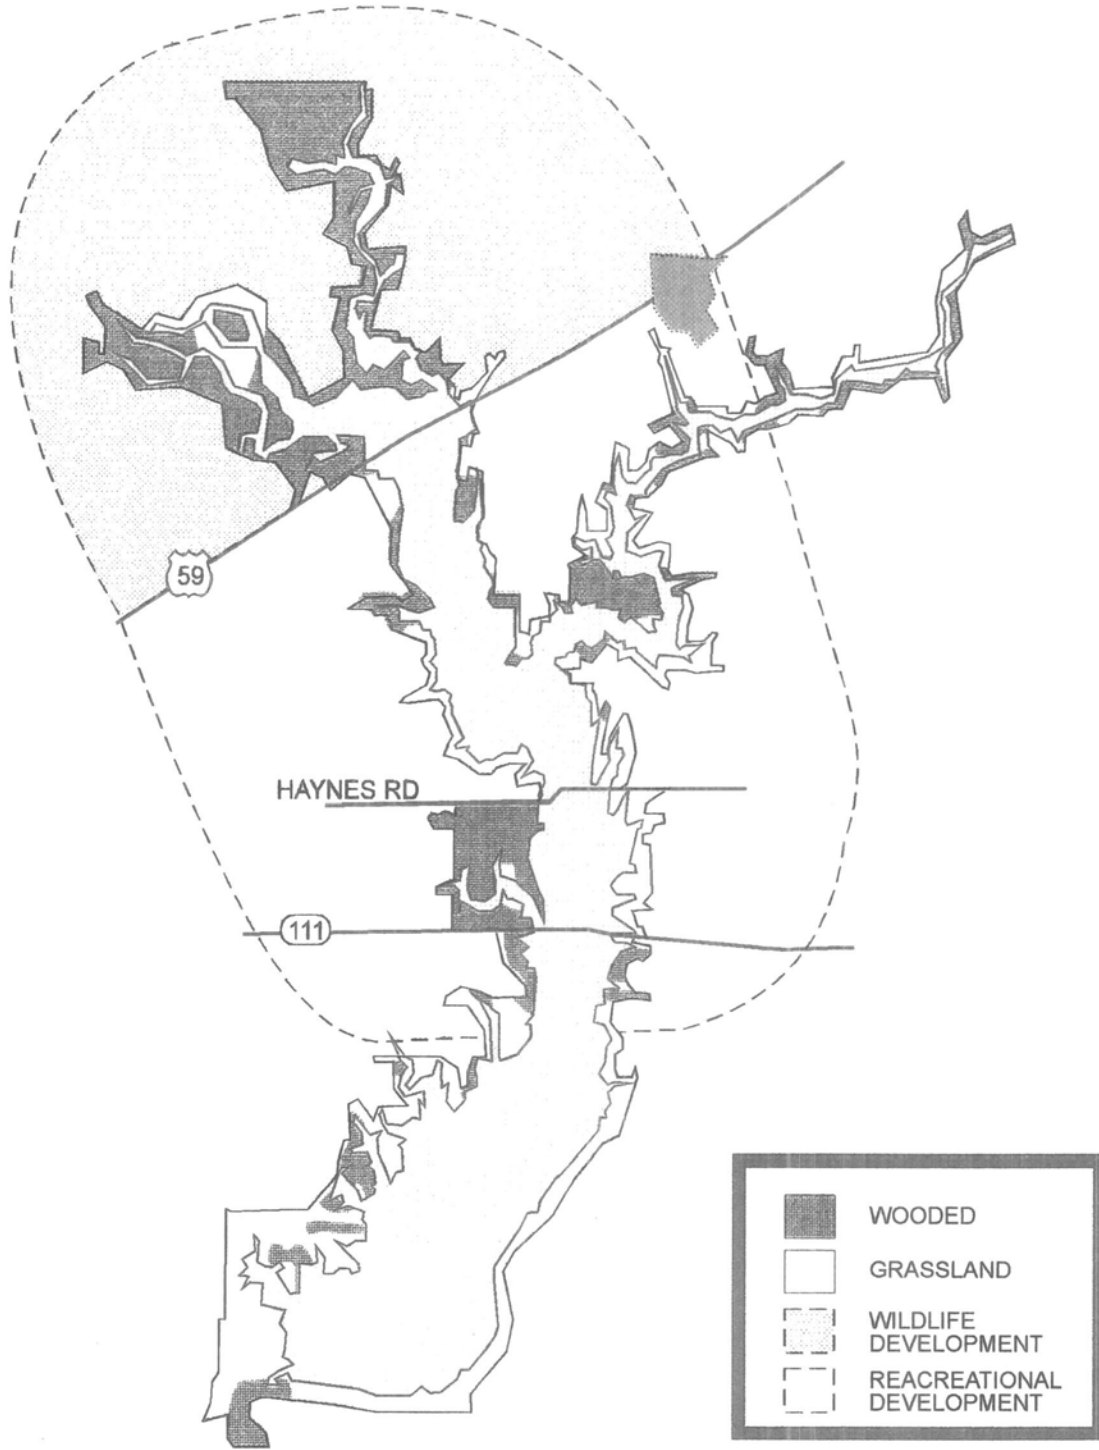 59
HAYNES RD
111
WOODED
GRASSLAND
WILDLIFE
DEVELOPMENT
REACREATIONAL
DEVELOPMENT